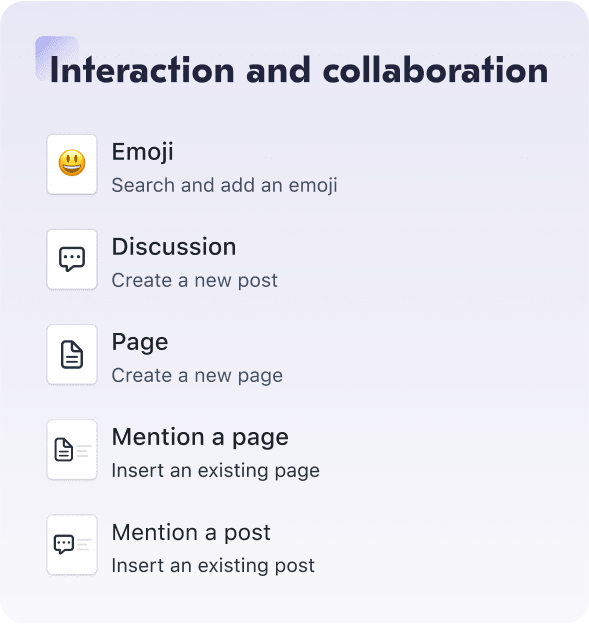 Interaction and collaboration
Emoji
Search and add an emoji
Discussion
Create a new post
Page
Create a new page
Mention a page
Insert an existing page
Mention a post
Insert an existing post